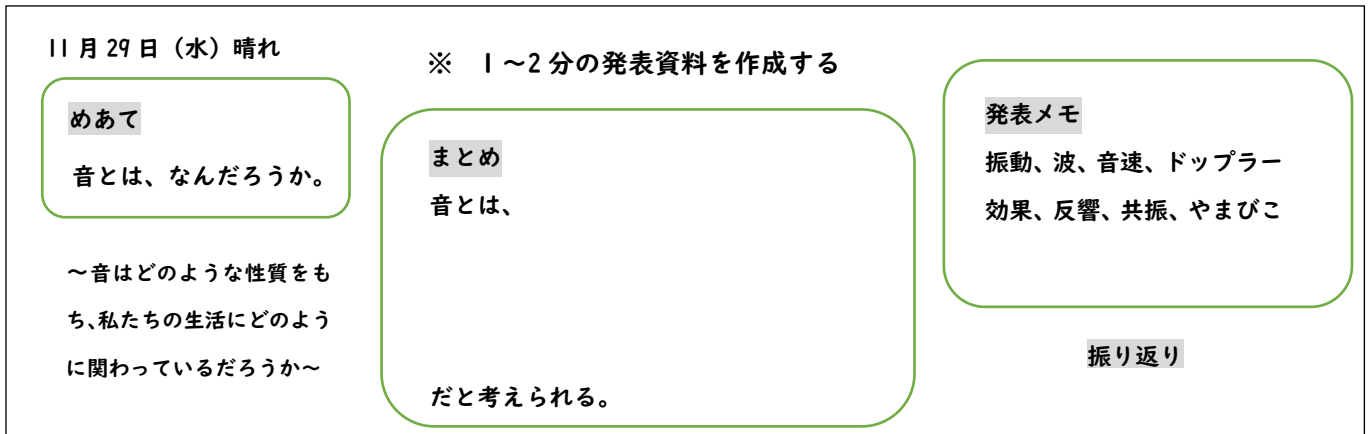 11月29日（水）晴れ
めあて
音とは、なんだろうか。
～音はどのような性質をも
ち、私たちの生活にどのよう
に関わっているだろうか～
※　1～2分の発表資料を作成する
まとめ
音とは、
だと考えられる。
発表メモ
振動、波、音速、ドップラー
効果、反響、共振、やまびこ
振り返り